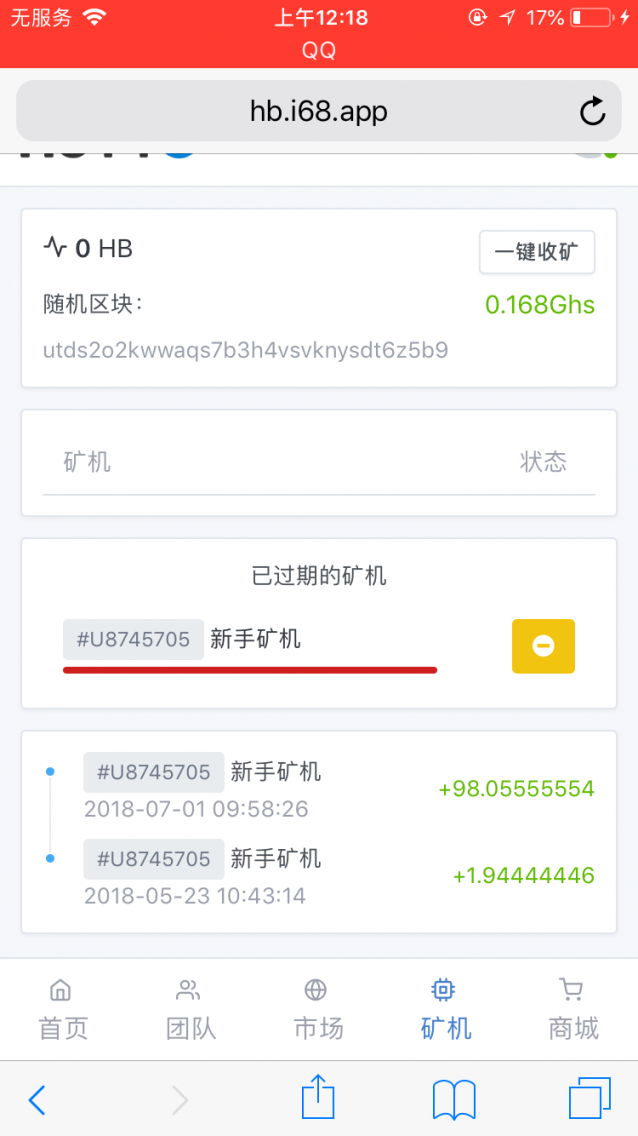 无服务 上午12:18 17%
QQ
hb.i68.app
0 HB 一键收矿
随机区块: 0.168Ghs
utds2o2kwwaqs7b3h4vsvknysdt6z5b9
矿机 状态
已过期的矿机
#U8745705 新手矿机
#U8745705 新手矿机
2018-07-01 09:58:26 +98.05555554
#U8745705 新手矿机
2018-05-23 10:43:14 +1.94444446
首页 团队 市场 矿机 商城